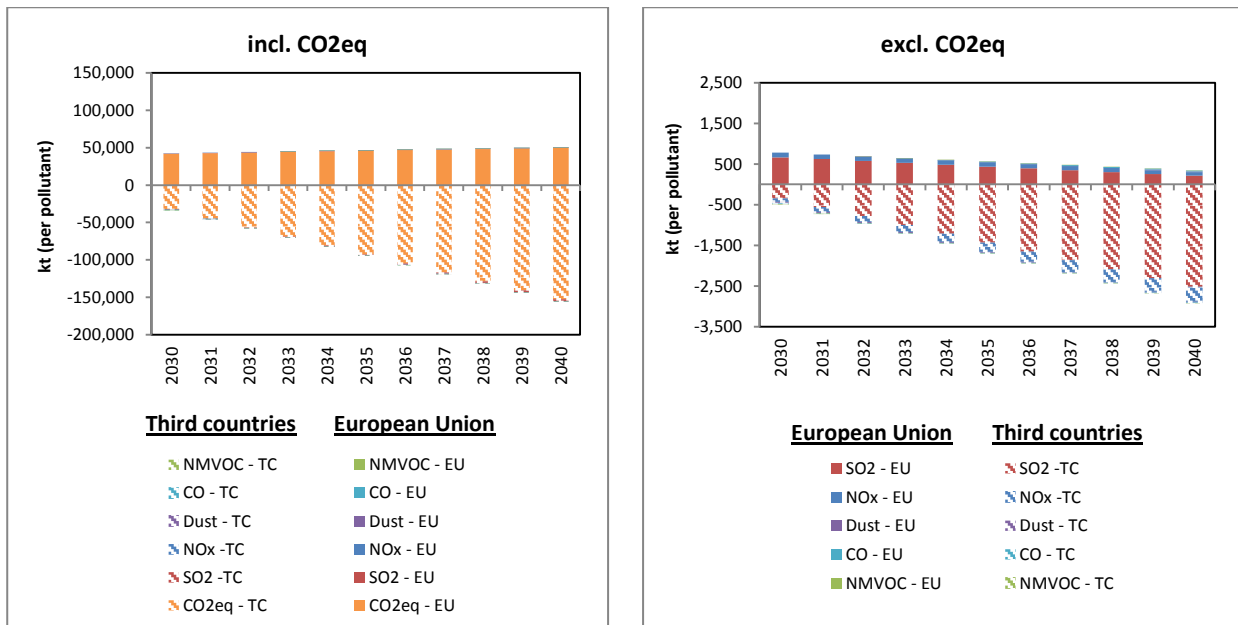 incl. CO2eq
150,000
100,000
50,000
0
-50,000
-100,000
-150,000
-200,000
kt (per pollutant)
2030 2031 2032 2033 2034 2035 2036 2037 2038 2039 2040
Third countries European Union
NMVOC - TC NMVOC - EU
CO - TC CO - EU
Dust - TC Dust - EU
NOx -TC NOx - EU
SO2 -TC SO2 - EU
CO2eq - TC CO2eq - EU
excl. CO2eq
2,500
1,500
500
-500
-1,500
-2,500
-3,500
kt (per pollutant)
2030 2031 2032 2033 2034 2035 2036 2037 2038 2039 2040
European Union Third countries
SO2 - EU SO2 -TC
NOx - EU NOx -TC
Dust - EU Dust - TC
CO - EU CO - TC
NMVOC - EU NMVOC - TC